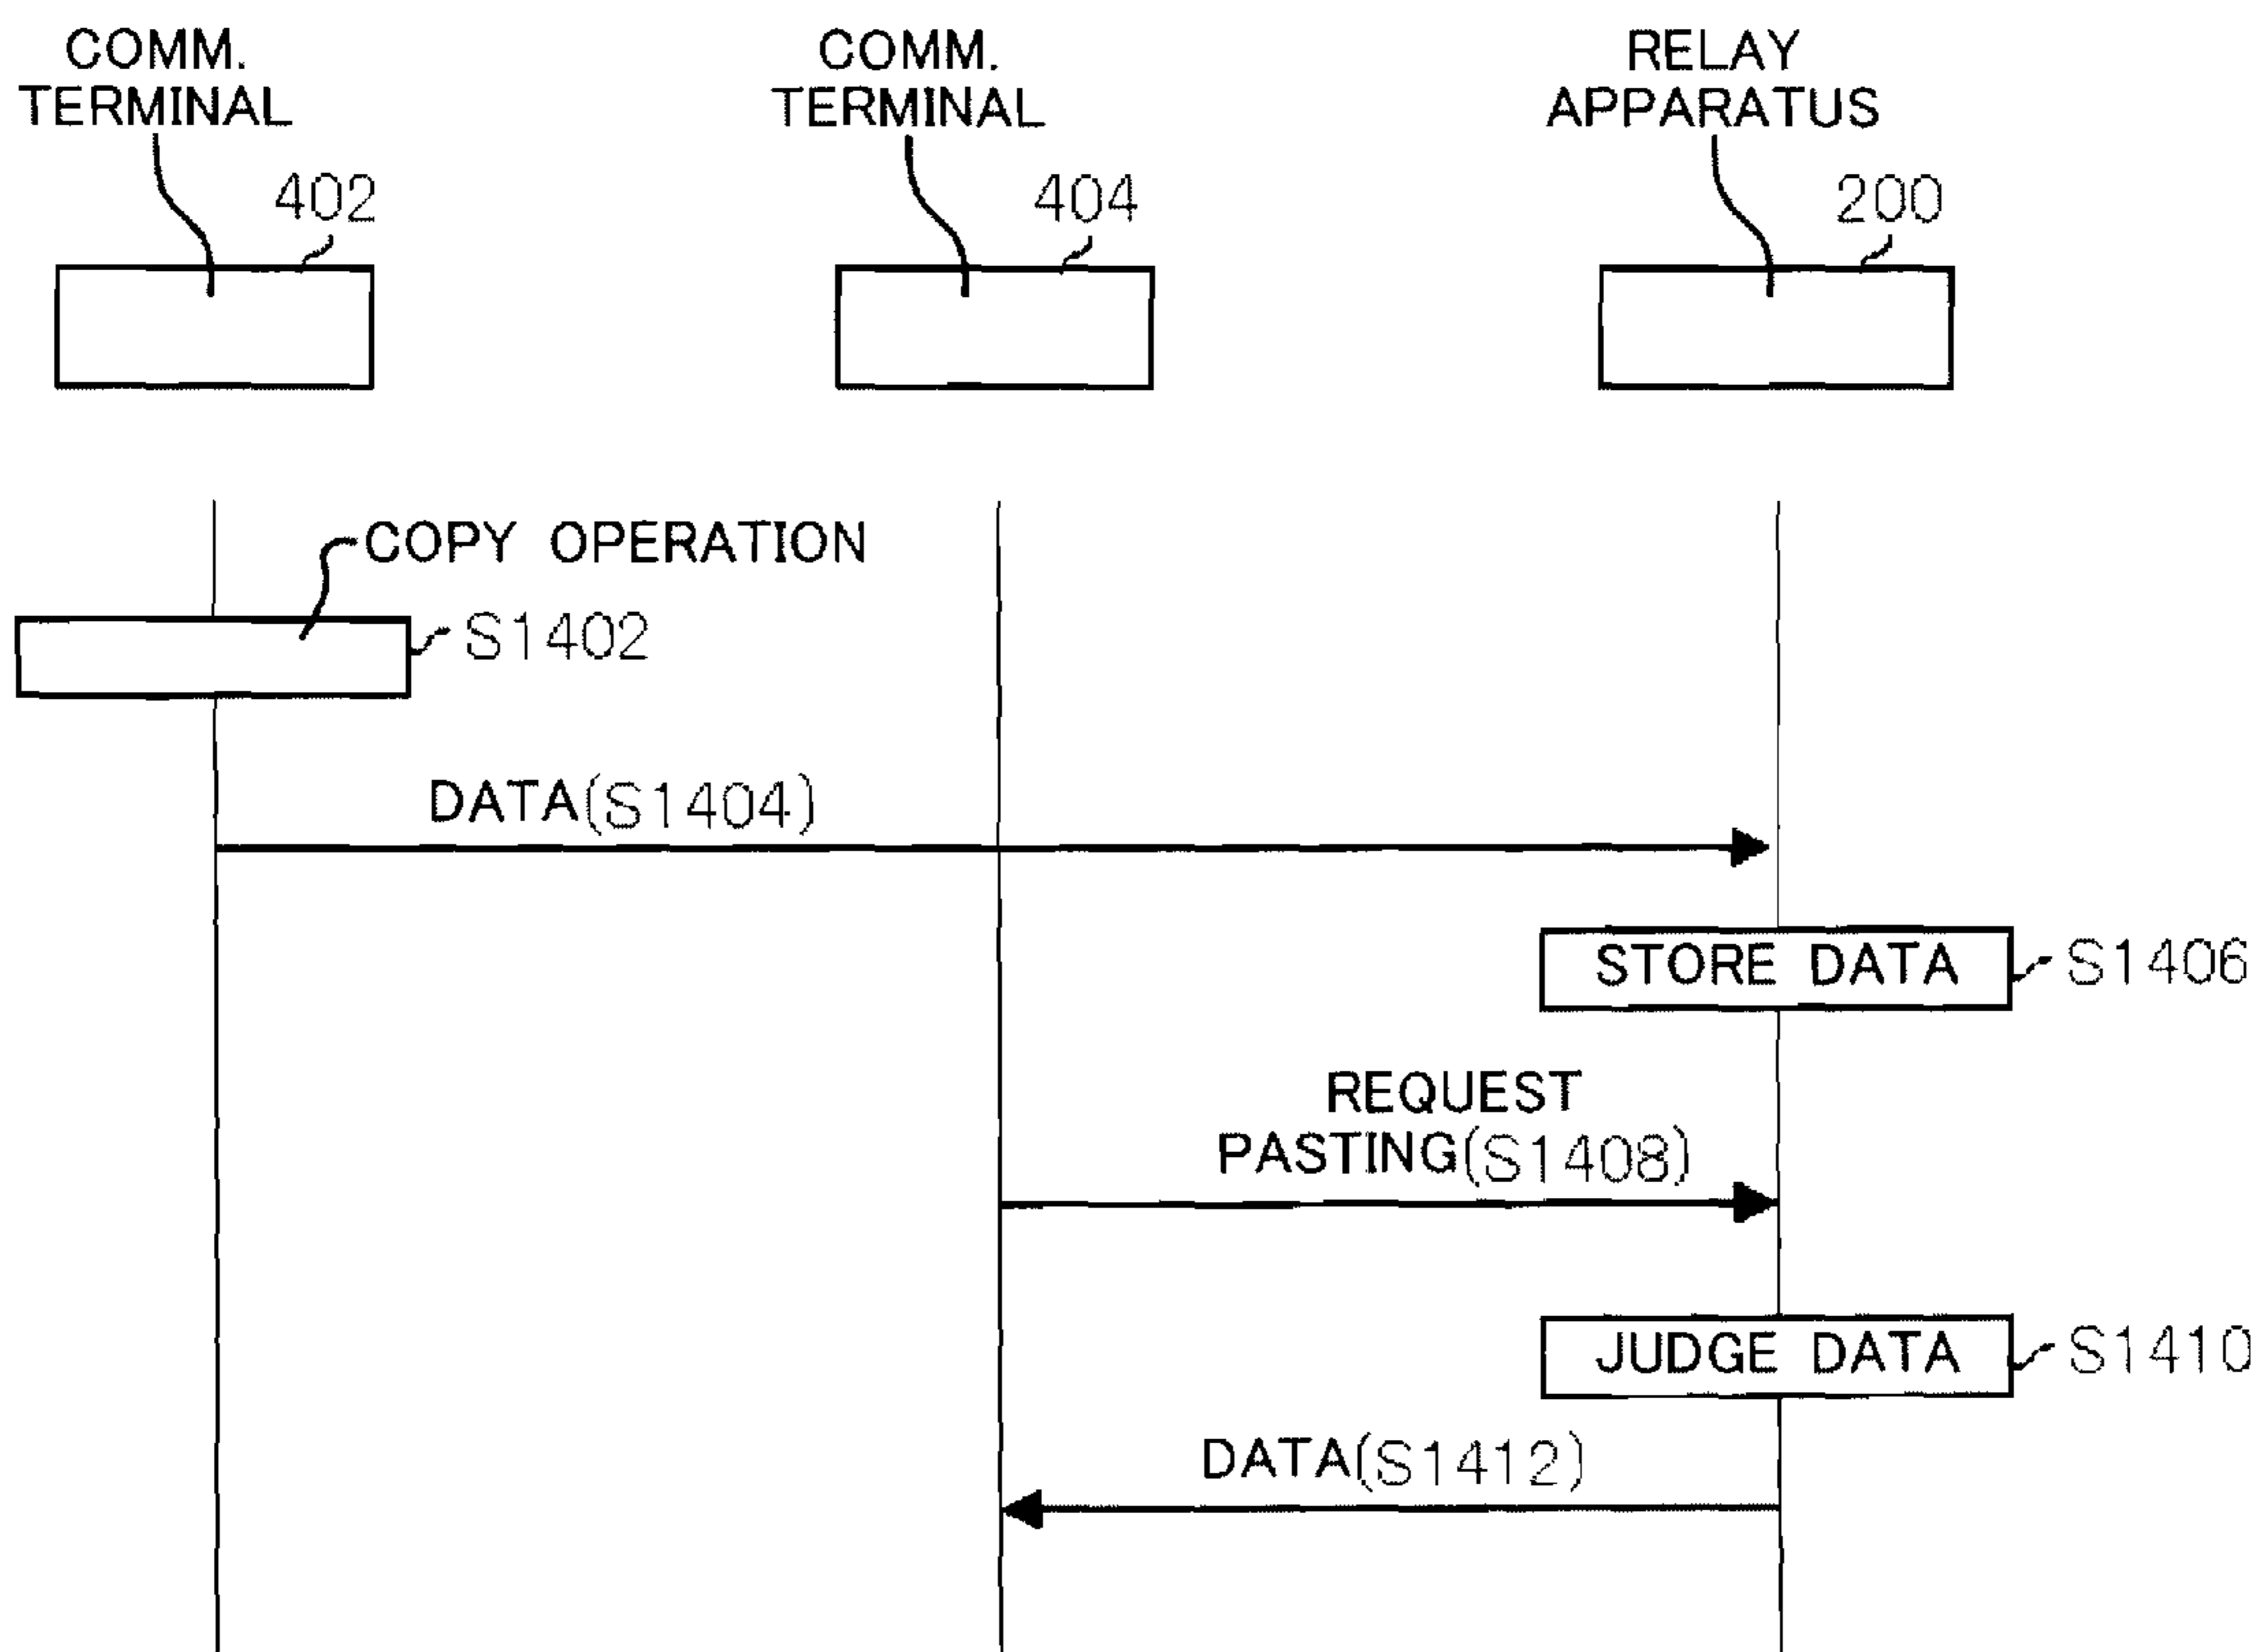 COMM.
TERMINAL
402
COMM.
TERMINAL
404
RELAY
APPARATUS
200
COPY OPERATION
S1402
DATA(S1404)
STORE DATA
S1406
REQUEST
PASTING(S1408)
JUDGE DATA
S1410
DATA(S1412)